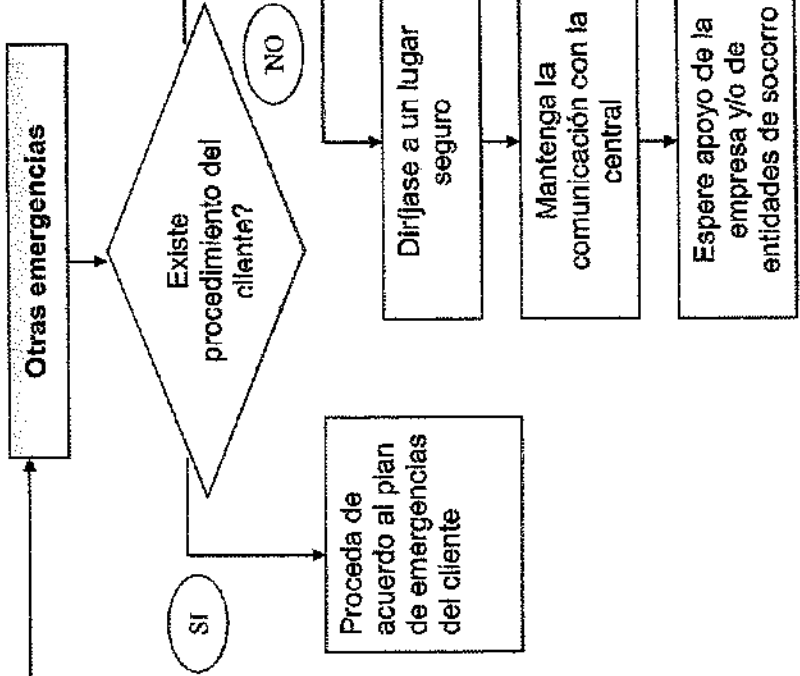 Otras emergencias
Existe
procedimiento del
cliente?
SI
NO
Proceda de
acuerdo al plan
de emergencias
del cliente
Diríjase a un lugar
seguro
Mantenga la
comunicación con la
central
Espere apoyo de la
empresa y/o de
entidades de socorro